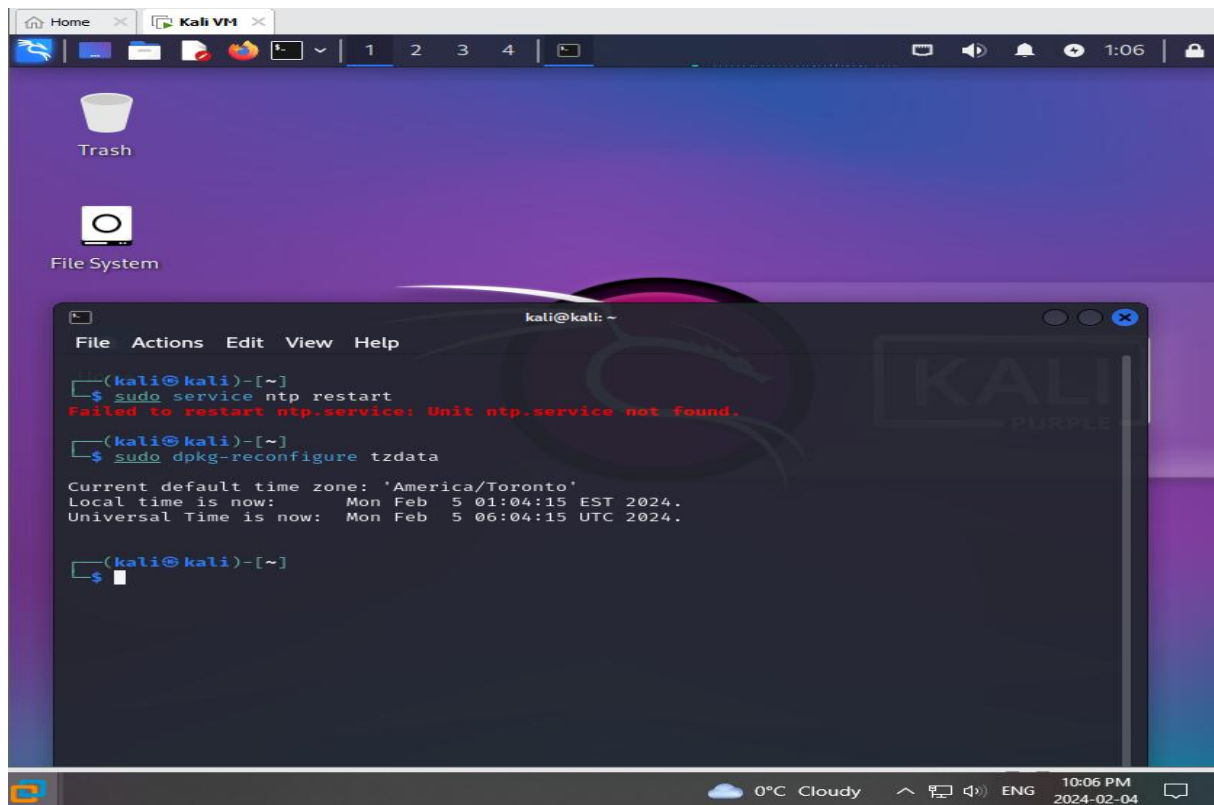 Home
Kali VM
1 2 3 4
1:06
Trash
File System
kali@kali: ~
File Actions Edit View Help
KALI
PURPLE
(kali㉿kali)-[~]
$ sudo service ntp restart
Failed to restart ntp.service: Unit ntp.service not found.
(kali㉿kali)-[~]
$ sudo dpkg-reconfigure tzdata
Current default time zone: 'America/Toronto'
Local time is now:      Mon Feb  5 01:04:15 EST 2024.
Universal Time is now:  Mon Feb  5 06:04:15 UTC 2024.
(kali㉿kali)-[~]
$
0°C Cloudy
ENG
10:06 PM
2024-02-04